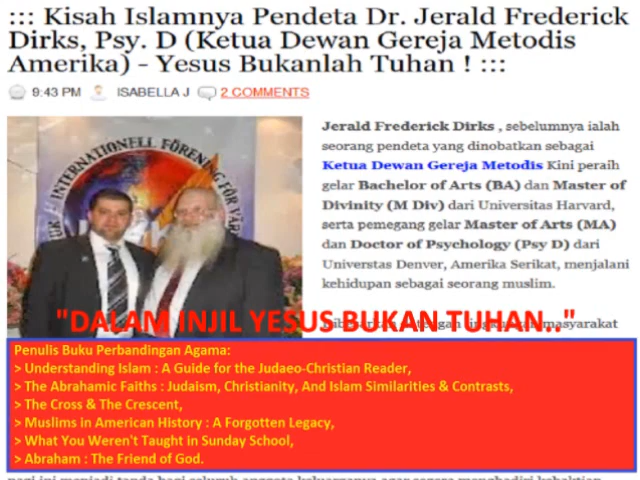 ::: Kisah Islamnya Pendeta Dr. Jerald Frederick
Dirks, Psy. D (Ketua Dewan Gereja Metodis
Amerika) - Yesus Bukanlah Tuhan ! :::
9:43 PM ISABELLA J 2 COMMENTS
INTERNATIONELL FÖRENING FÖR VÅR
Jerald Frederick Dirks , sebelumnya ialah
seorang pendeta yang dinobatkan sebagai
Ketua Dewan Gereja Metodis Kini peraih
gelar Bachelor of Arts (BA) dan Master of
Divinity (M Div) dari Universitas Harvard,
serta pemegang gelar Master of Arts (MA)
dan Doctor of Psychology (Psy D) dari
Universtas Denver, Amerika Serikat, menjalani
kehidupan sebagai seorang muslim.
masyarakat
"DALAM INJIL YESUS BUKAN TUHAN.."
Penulis Buku Perbandingan Agama:
> Understanding Islam : A Guide for the Judaeo-Christian Reader,
> The Abrahamic Faiths : Judaism, Christianity, And Islam Similarities & Contrasts,
> The Cross & The Crescent,
> Muslims in American History : A Forgotten Legacy,
> What You Weren't Taught in Sunday School,
> Abraham : The Friend of God.